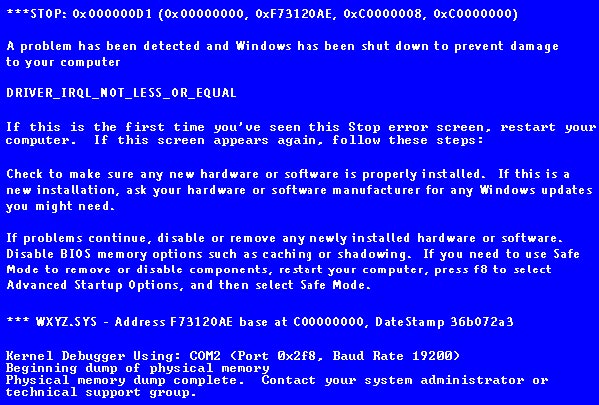 ***STOP: 0x000000D1 (0x00000000, 0xF73120AE, 0xC0000008, 0xC0000000)
A problem has been detected and Windows has been shut down to prevent damage
to your computer
DRIVER_IRQL_NOT_LESS_OR_EQUAL
If this is the first time you've seen this Stop error screen, restart your
computer. If this screen appears again, follow these steps:
Check to make sure any new hardware or software is properly installed. If this is a
new installation, ask your hardware or software manufacturer for any Windows updates
you might need.
If problems continue, disable or remove any newly installed hardware or software.
Disable BIOS memory options such as caching or shadowing. If you need to use Safe
Mode to remove or disable components, restart your computer, press f8 to select
Advanced Startup Options, and then select Safe Mode.
*** WXYZ.SYS - Address F73120AE base at C00000000, DateStamp 36b072a3
Kernel Debugger Using: COM2 (Port 0x2f8, Baud Rate 19200)
Beginning dump of physical memory
Physical memory dump complete. Contact your system administrator or
technical support group.